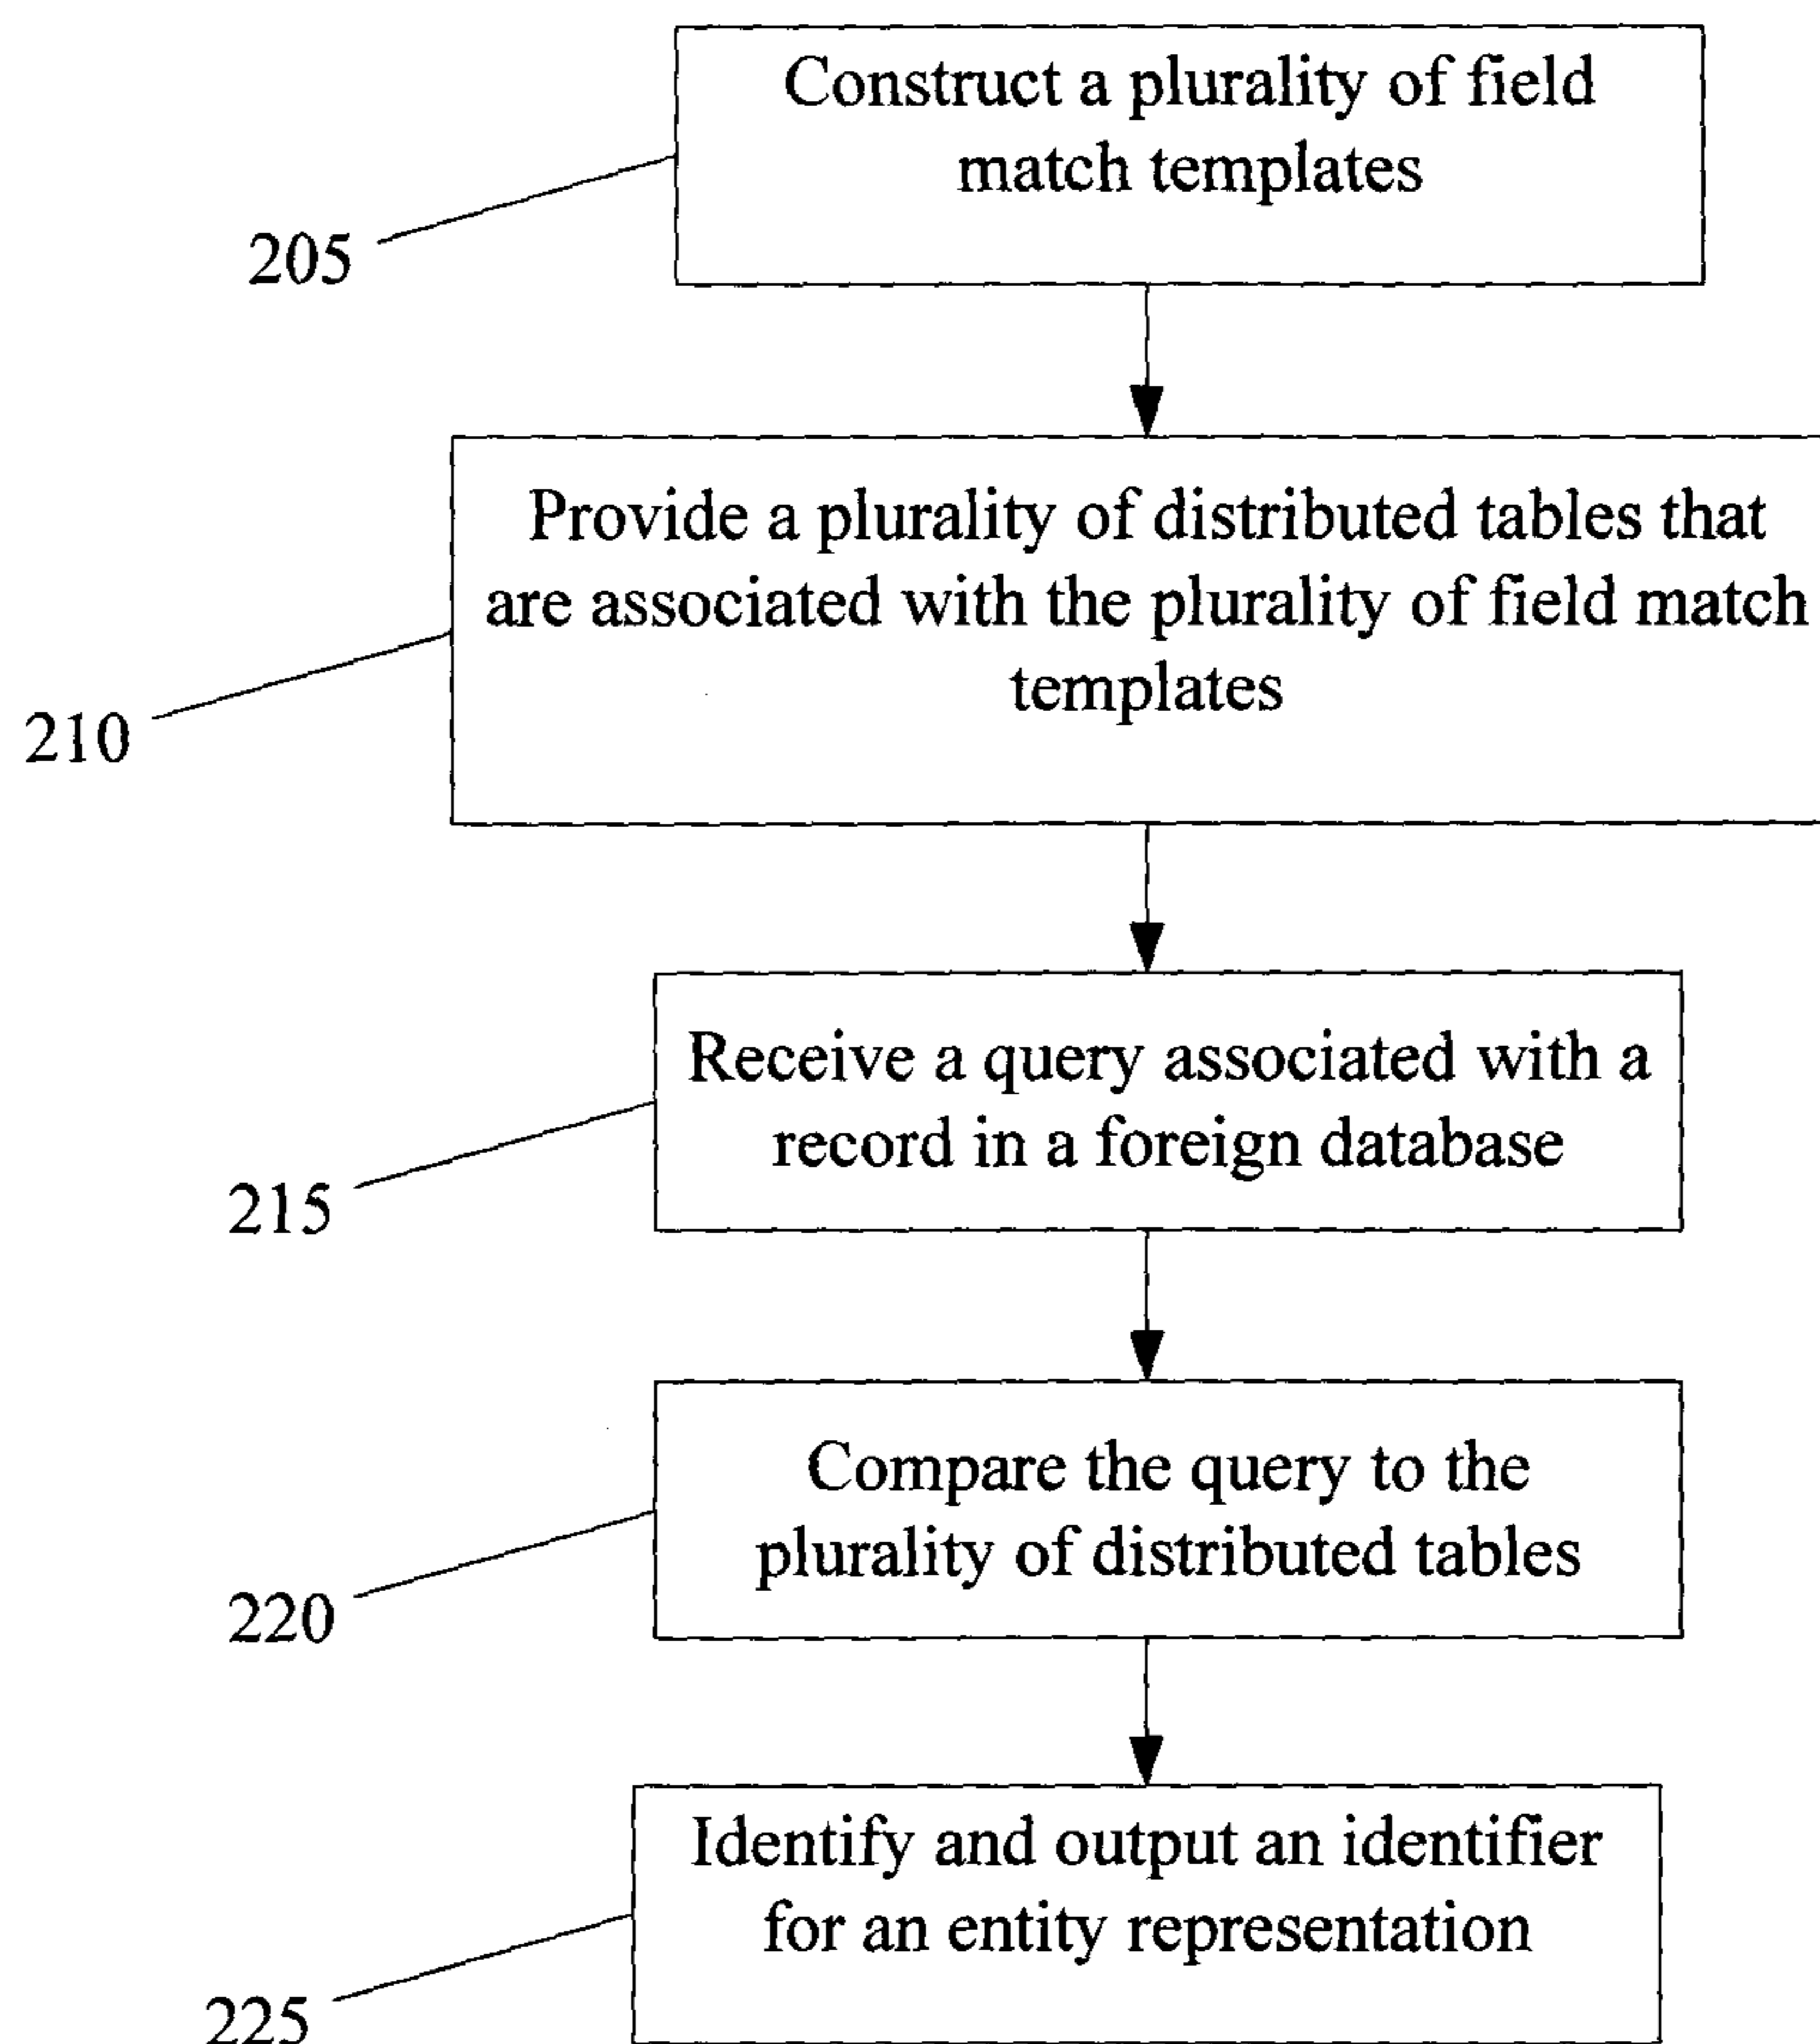 Construct a plurality of field
match templates
205
Provide a plurality of distributed tables that
are associated with the plurality of field match
templates
210
Receive a query associated with a
record in a foreign database
215
Compare the query to the
plurality of distributed tables
220
Identify and output an identifier
for an entity representation
225